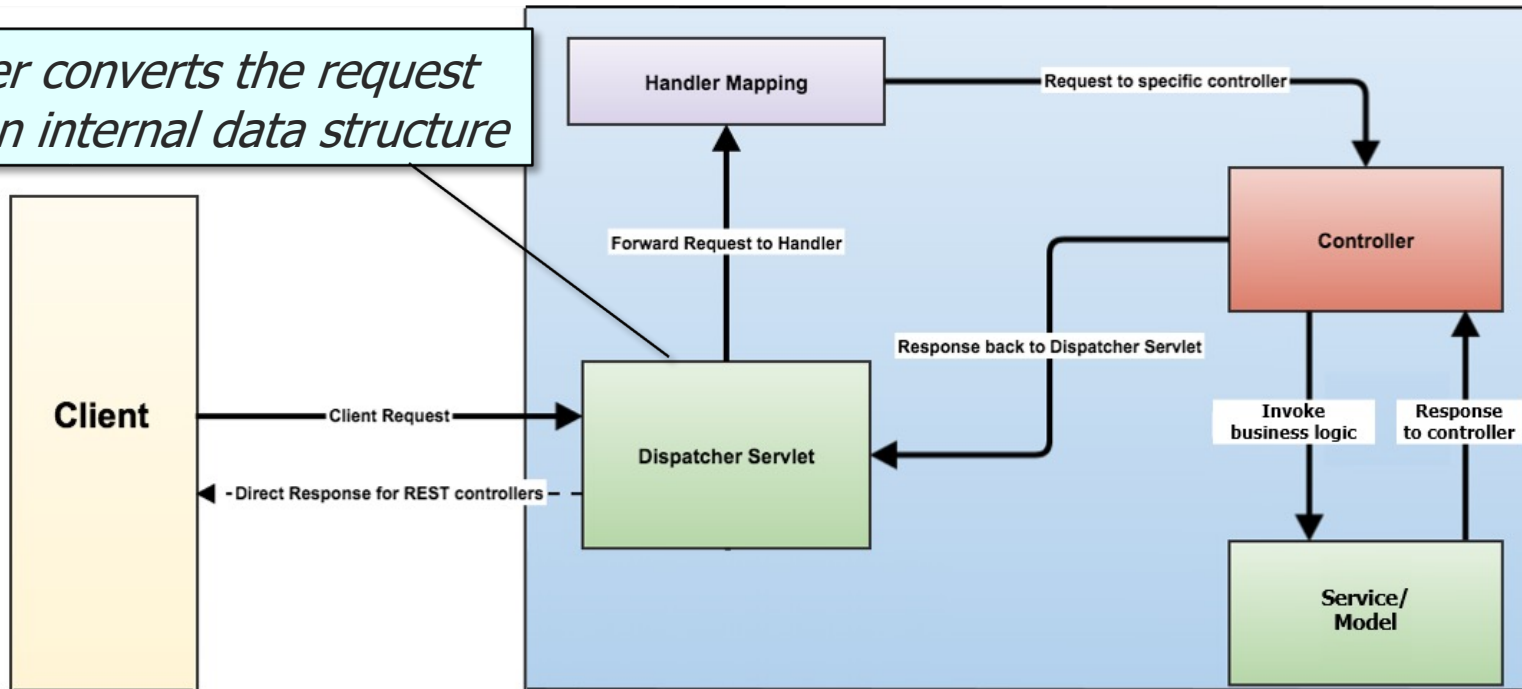 er converts the request
n internal data structure
Handler Mapping
Request to specific controller
Forward Request to Handler
Controller
Response back to Dispatcher Servlet
Client
Client Request
Dispatcher Servlet
Direct Response for REST controllers
Invoke
business logic
Response
to controller
Service/
Model